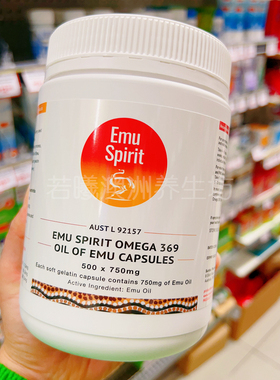 Emu
Spirit
AUST L 92157
EMU SPIRIT OMEGA 369
OIL OF EMU CAPSULES
500 x 750mg
Each soft gelatin capsule contains 750mg of Emu Oil
Active Ingredient: Emu Oil